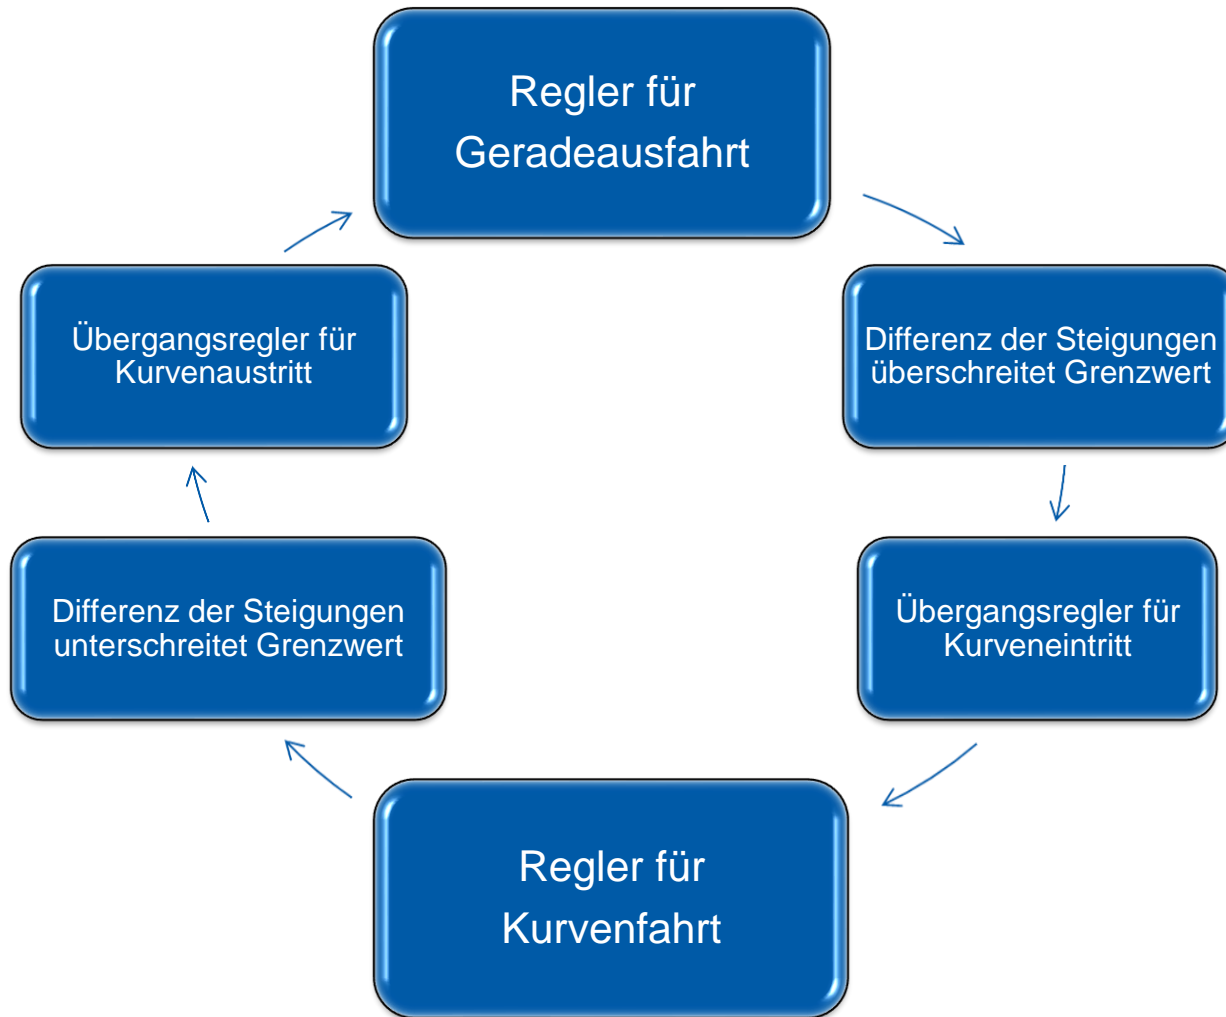 Regler für
Geradeausfahrt
Differenz der Steigungen
überschreitet Grenzwert
Übergangsregler für
Kurveneintritt
Regler für
Kurvenfahrt
Differenz der Steigungen
unterschreitet Grenzwert
Übergangsregler für
Kurvenaustritt